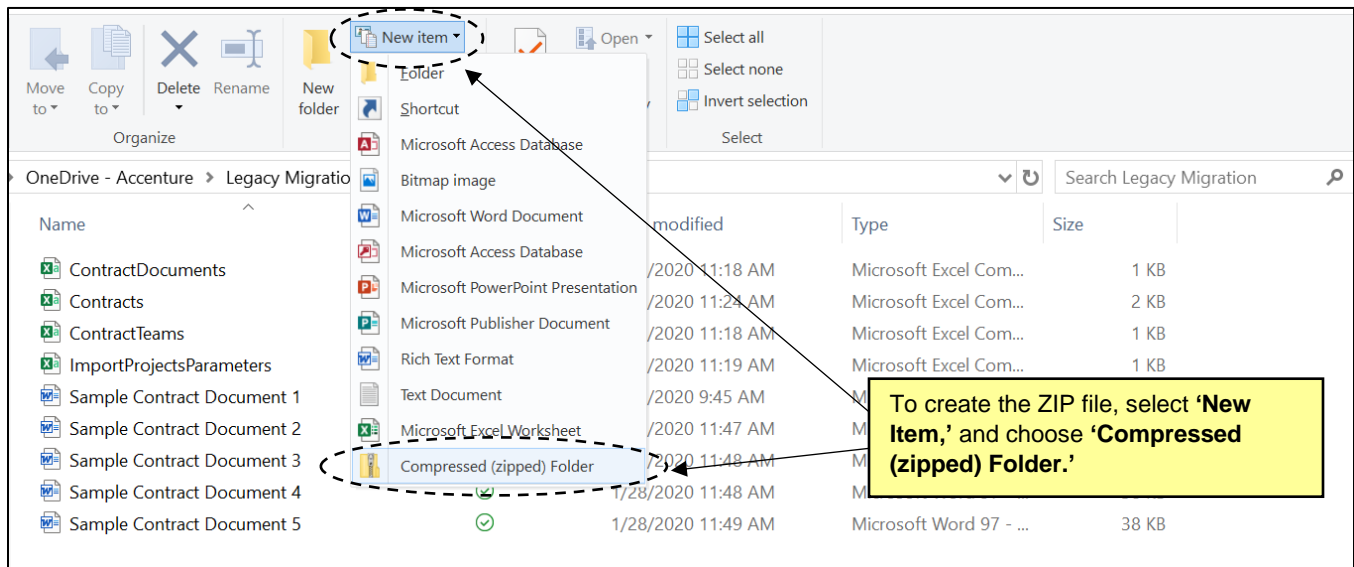 New item
Open
Select all
Folder
Select none
Move to
Copy to
Delete
Rename
New folder
Shortcut
Invert selection
Organize
Microsoft Access Database
Select
OneDrive - Accenture > Legacy Migratio
Bitmap image
Search Legacy Migration
Name
Microsoft Word Document
modified
Type
Size
Microsoft Access Database
ContractDocuments
/2020 11:18 AM
Microsoft Excel Com...
1 KB
Microsoft PowerPoint Presentation
Contracts
/2020 11:24 AM
Microsoft Excel Com...
2 KB
Microsoft Publisher Document
ContractTeams
/2020 11:18 AM
Microsoft Excel Com...
1 KB
Rich Text Format
ImportProjectsParameters
/2020 11:19 AM
Microsoft Excel Com...
1 KB
Text Document
Sample Contract Document 1
/2020 9:45 AM
Microsoft Excel Worksheet
Sample Contract Document 2
/2020 11:47 AM
Compressed (zipped) Folder
Sample Contract Document 3
/2020 11:48 AM
Sample Contract Document 4
1/28/2020 11:48 AM
Sample Contract Document 5
1/28/2020 11:49 AM
Microsoft Word 97 - ...
38 KB
To create the ZIP file, select ‘New
Item,’ and choose ‘Compressed
(zipped) Folder.’